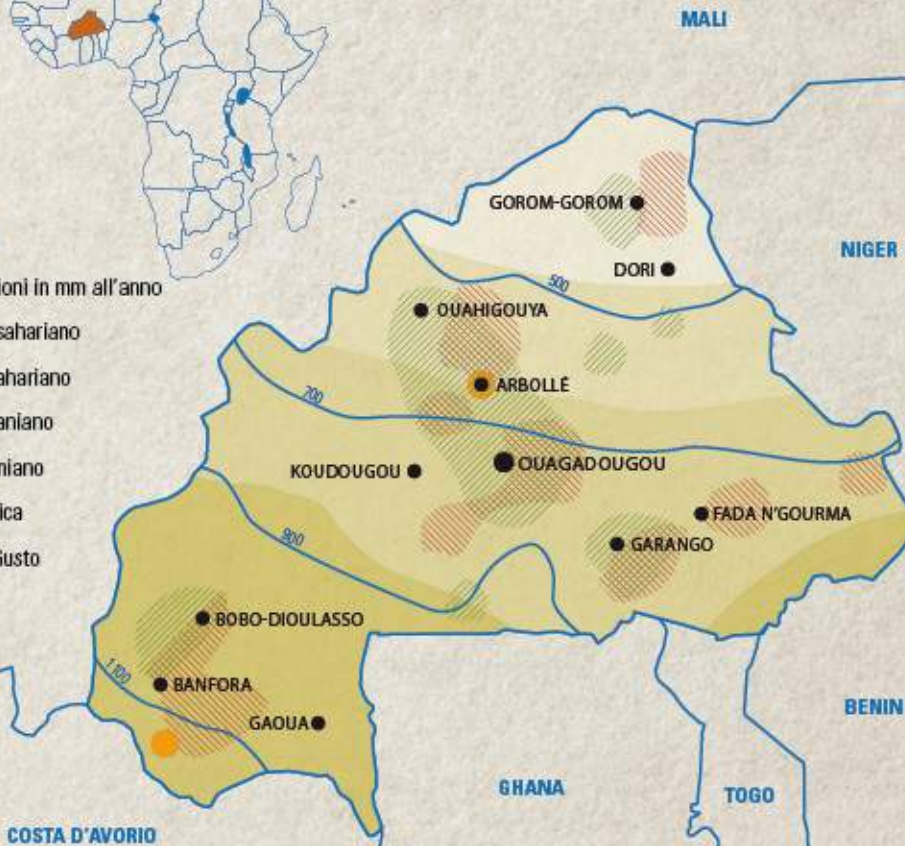 MALI
GOROM-GOROM
NIGER
DORI
500
ioni in mm all'anno
OUAHIGOUYA
sahariano
ahariano
ARBOLLÉ
700
aniano
OUAGADOUGOU
KOUDOUGOU
niano
FADA N'GOURMA
ica
900
GARANGO
Gusto
BOBO-DIOULASSO
1100
BANFORA
BENIN
GAOUA
GHANA
TOGO
COSTA D'AVORIO